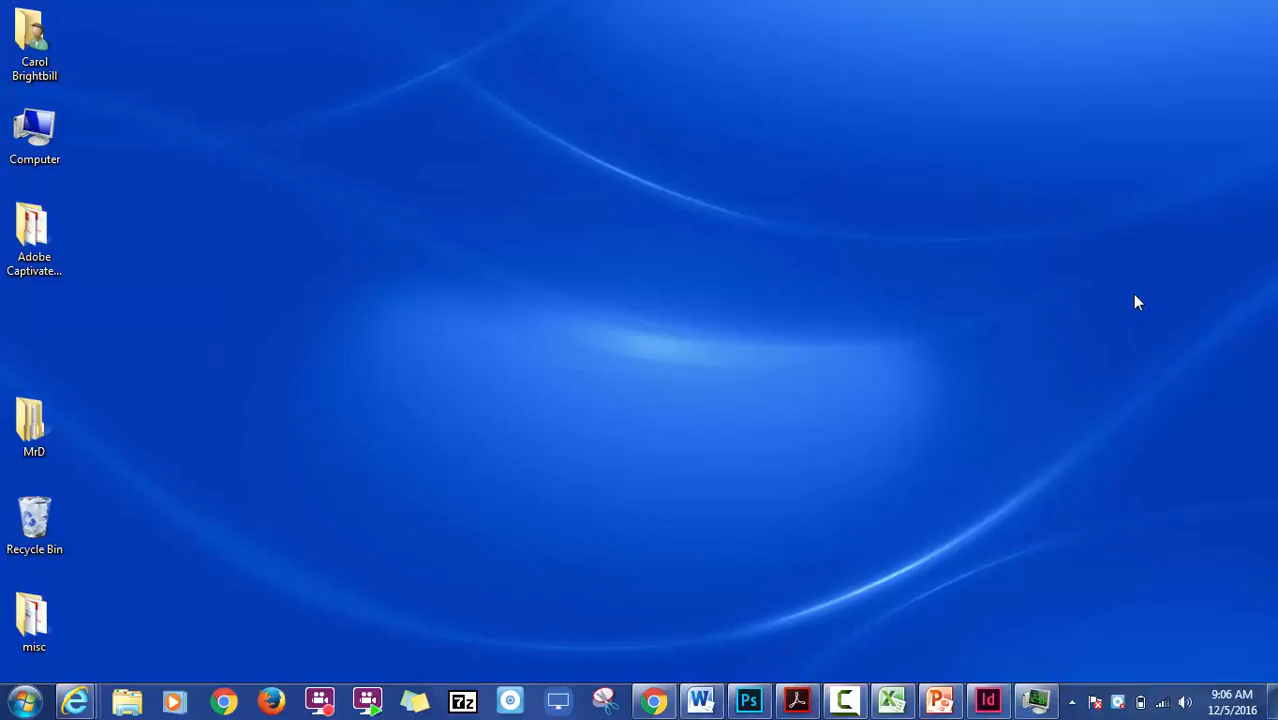 Carol
Brightbill
Computer
Adobe
Captivate...
MrD
Recycle Bin
misc
7z
W
Ps
C
X
P
Id
9:06 AM
12/5/2016